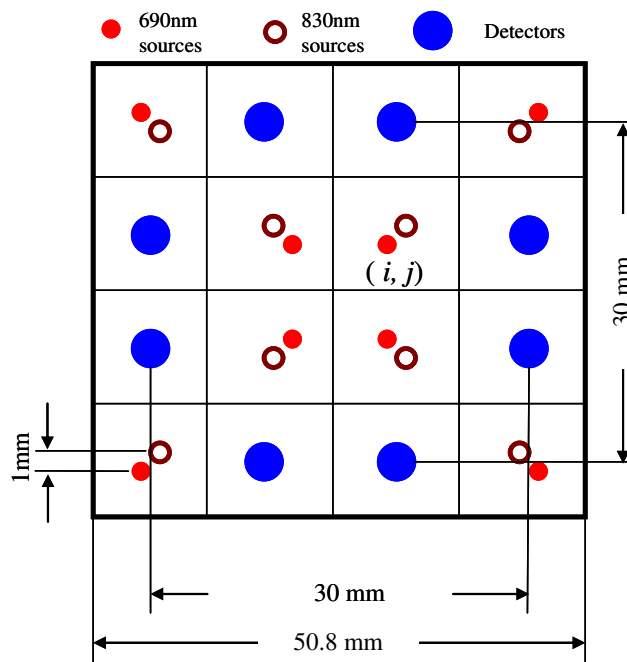 690nm
sources
830nm
sources
Detectors
( i, j)
30 mm
1mm
30 mm
50.8 mm